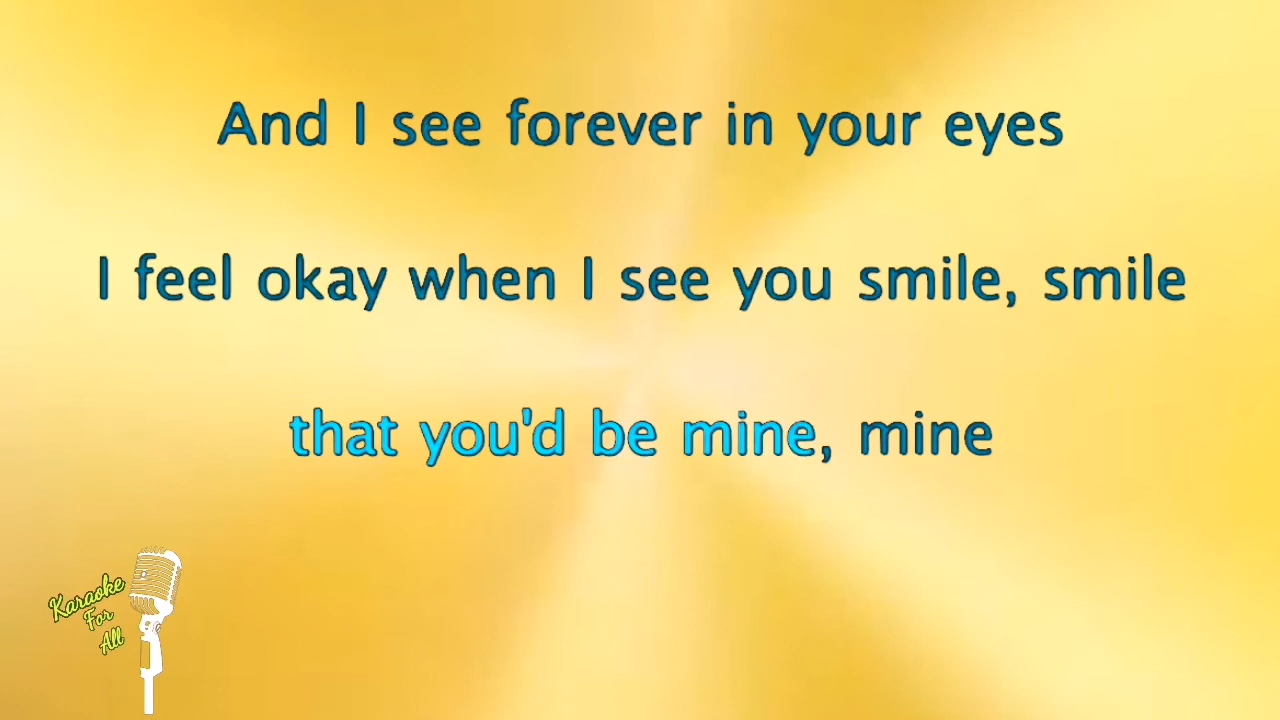 And I see forever in your eyes
I feel okay when I see you smile, smile
that you'd be mine, mine
Karaoke
For
All